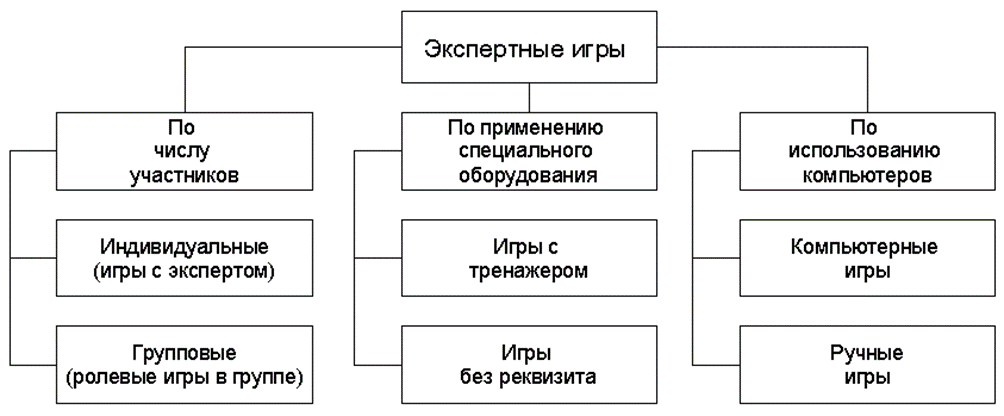 Экспертные игры
По
числу
участников
По применению
специального
оборудования
По
использованию
компьютеров
Индивидуальные
(игры с экспертом)
Игры с
тренажером
Компьютерные
игры
Групповые
(ролевые игры в группе)
Игры
без реквизита
Ручные
игры